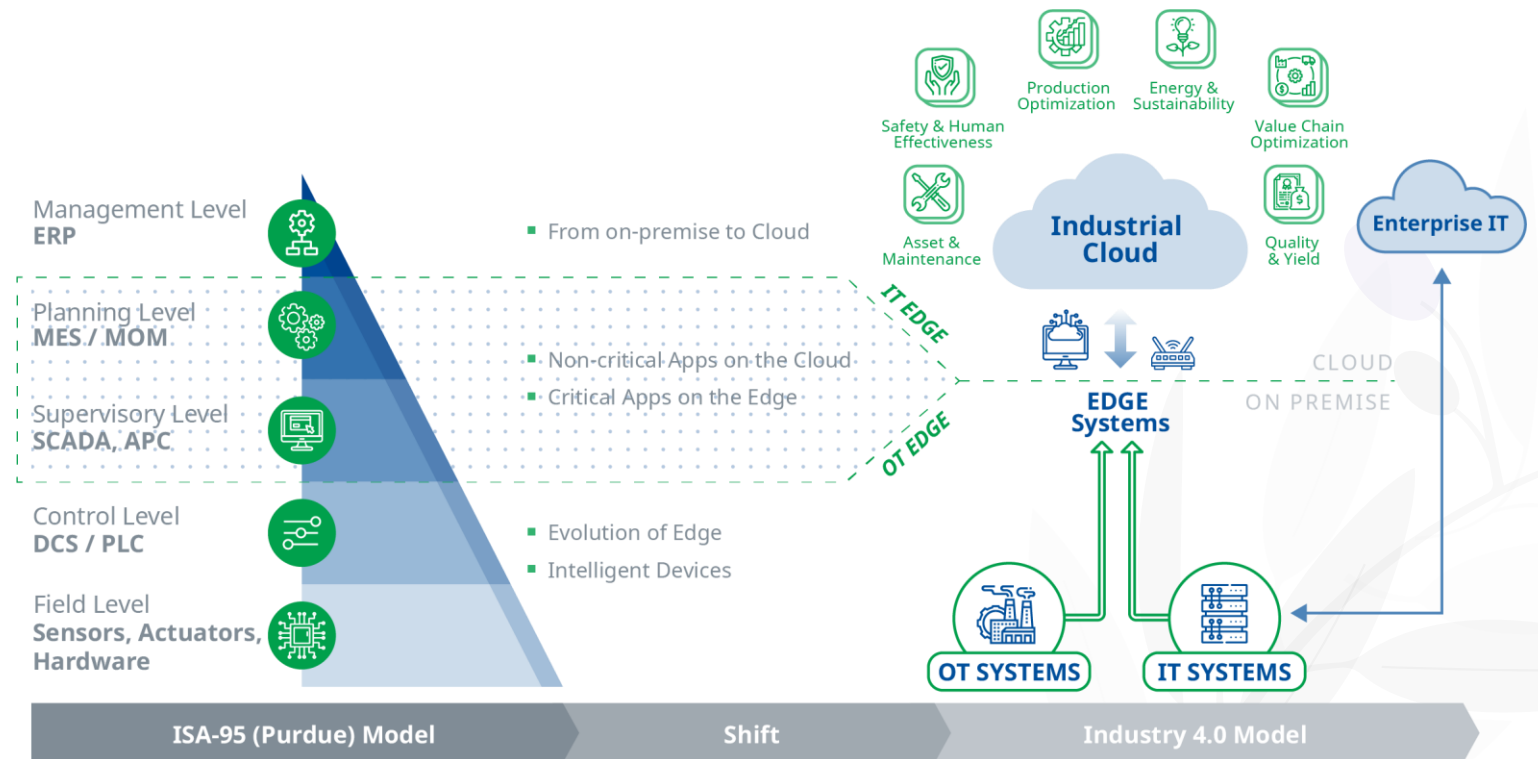 Management Level
ERP
Planning Level
MES / MOM
Supervisory Level
SCADA, APC
Control Level
DCS / PLC
Field Level
Sensors, Actuators,
Hardware
▪ From on-premise to Cloud
▪ Non-critical Apps on the Cloud
▪ Critical Apps on the Edge
▪ Evolution of Edge
▪ Intelligent Devices
IT EDGE
OT EDGE
Safety & Human
Effectiveness
Production
Optimization
Energy &
Sustainability
Value Chain
Optimization
Asset &
Maintenance
Industrial
Cloud
Quality
& Yield
Enterprise IT
CLOUD
ON PREMISE
EDGE
Systems
OT SYSTEMS
IT SYSTEMS
ISA-95 (Purdue) Model
Shift
Industry 4.0 Model